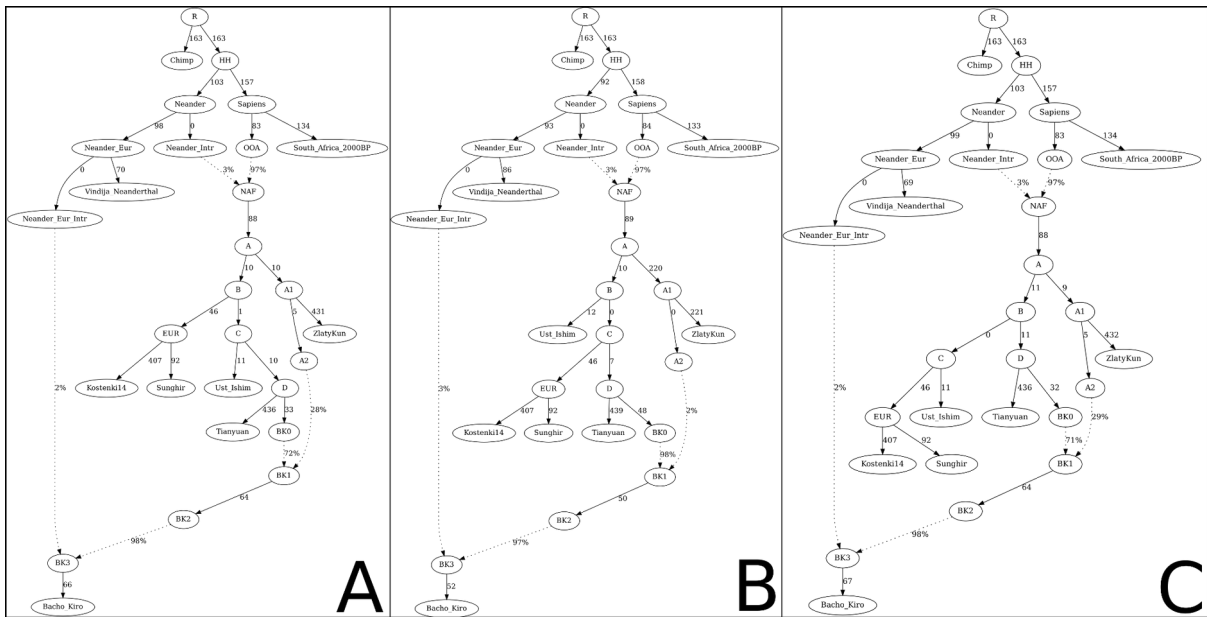 R
163 163
Chimp HH
103 157
Neander Sapiens
98 0 83 134
Neander_Eur Neander_Intr OOA South_Africa_2000BP
0 70 3% 97%
Vindija_Neanderthal NAF
Neander_Eur_Intr
88
A
10 10
B A1
46 1 5 431
EUR C ZlatyKun
A2
407 92 11 10
Kostenki14 Sunghir Ust_Ishim D
2% 28%
436 33
Tianyuan BK0
72%
BK1
64
BK2
98%
BK3
66
Bacho_Kiro
A
R
163 163
Chimp HH
92 158
Neander Sapiens
93 0 84 133
Neander_Eur Neander_Intr OOA South_Africa_2000BP
0 86 3% 97%
Vindija_Neanderthal NAF
Neander_Eur_Intr
89
A
10 220
B A1
12 0 0 221
Ust_Ishim C ZlatyKun
A2
46 7
EUR D
3% 2%
407 92 439 48
Kostenki14 Sunghir Tianyuan BK0
98%
BK1
50
BK2
97%
BK3
52
Bacho_Kiro
B
R
163 163
Chimp HH
103 157
Neander Sapiens
99 0 83 134
Neander_Eur Neander_Intr OOA South_Africa_2000BP
0 69 3% 97%
Vindija_Neanderthal NAF
Neander_Eur_Intr
88
A
11 9
B A1
0 11 5 432
C D ZlatyKun
A2
46 11 436 32
2% 29%
EUR Ust_Ishim Tianyuan BK0
407 92 71%
Kostenki14 Sunghir BK1
64
BK2
98%
BK3
67
Bacho_Kiro
C